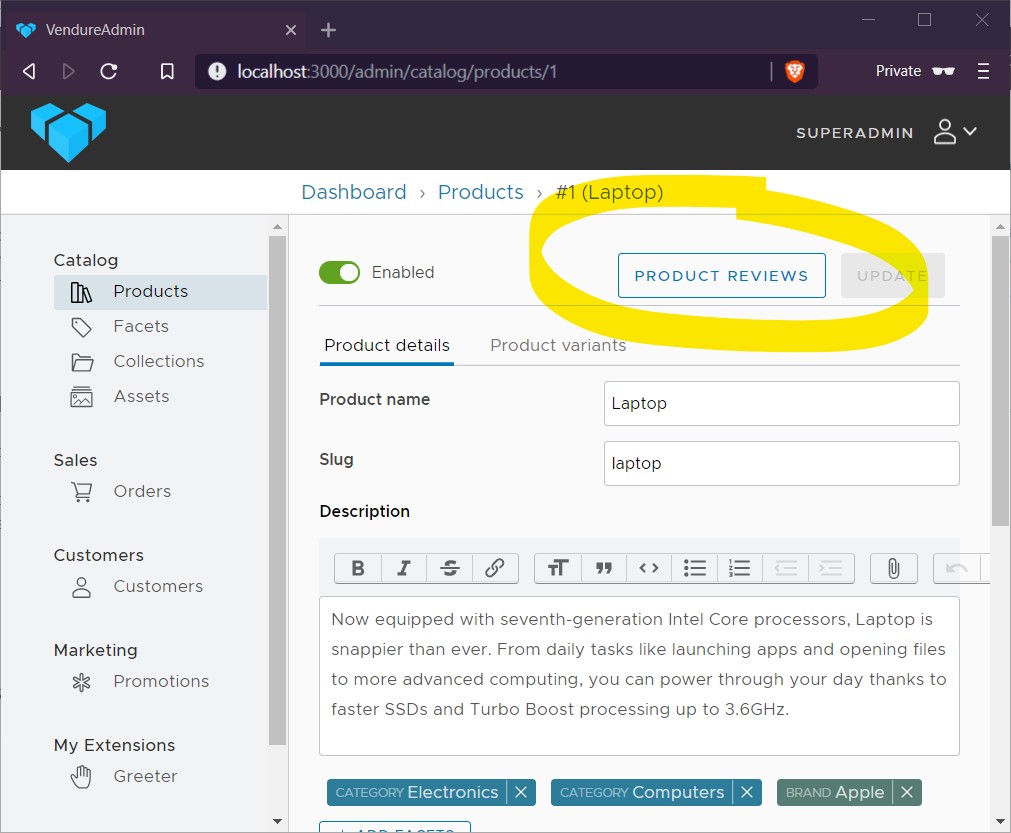 VendureAdmin
localhost:3000/admin/catalog/products/1
Private
SUPERADMIN
Dashboard › Products › #1 (Laptop)
Catalog
Products
Facets
Collections
Assets
Sales
Orders
Customers
Customers
Marketing
Promotions
My Extensions
Greeter
Enabled
PRODUCT REVIEWS
UPDATE
Product details
Product variants
Product name
Laptop
Slug
laptop
Description
Now equipped with seventh-generation Intel Core processors, Laptop is
snappier than ever. From daily tasks like launching apps and opening files
to more advanced computing, you can power through your day thanks to
faster SSDs and Turbo Boost processing up to 3.6GHz.
CATEGORY Electronics
CATEGORY Computers
BRAND Apple
ADD FACETS